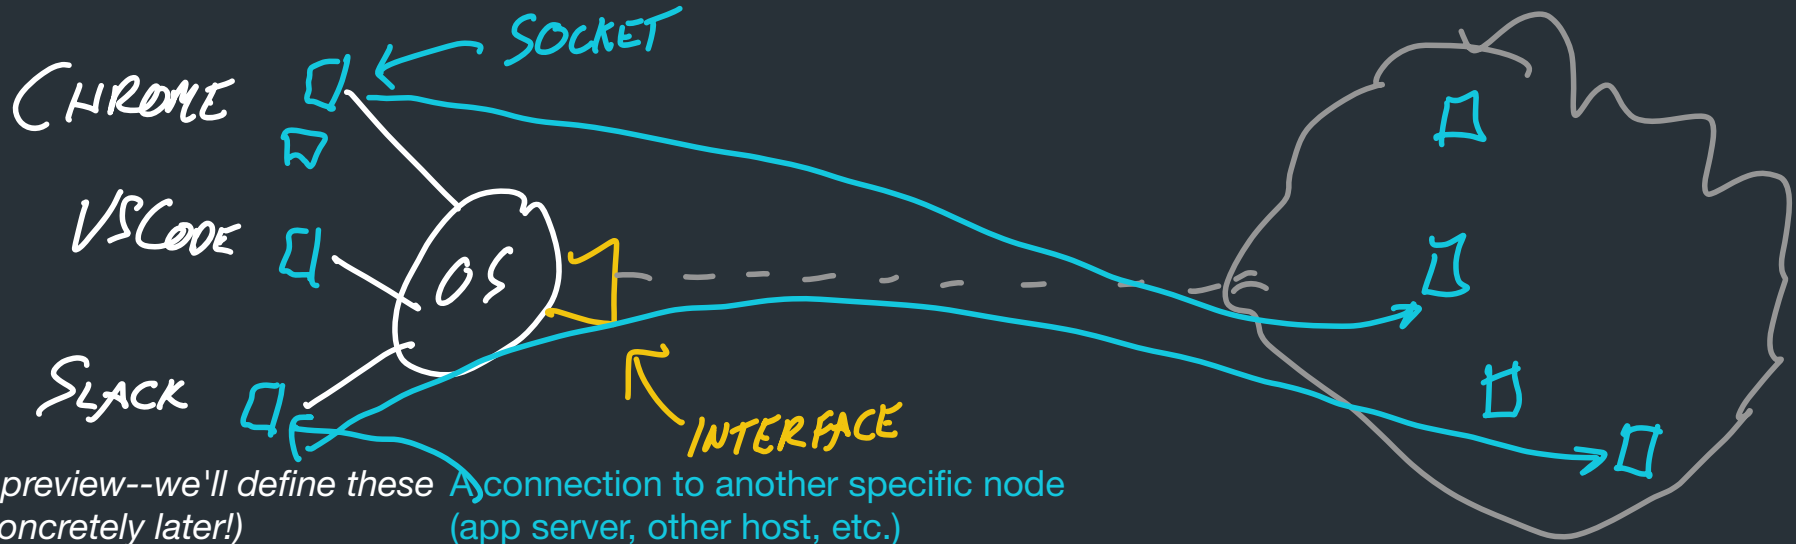 SOCKET
CHROME
VSCODE
OS
SLACK
INTERFACE
preview--we'll define these
oncretely later!)
A connection to another specific node
(app server, other host, etc.)